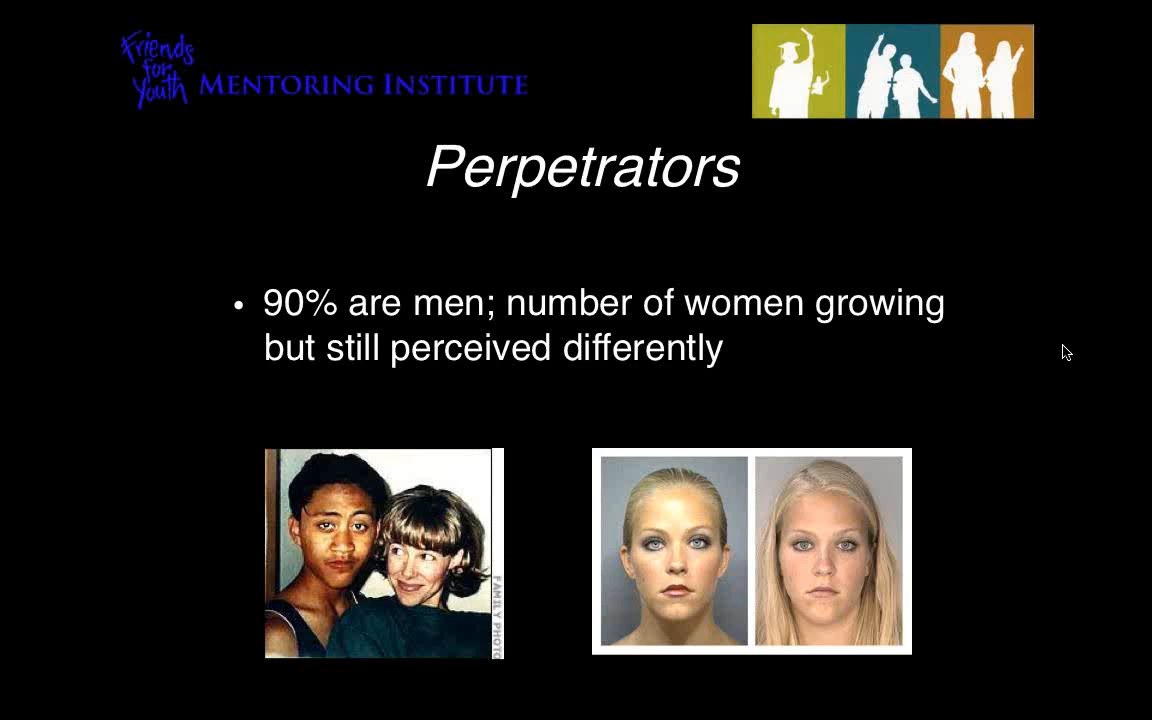 Friends
for
Youth
MENTORING INSTITUTE
Perpetrators
• 90% are men; number of women growing
but still perceived differently
FAMILY PHOTO